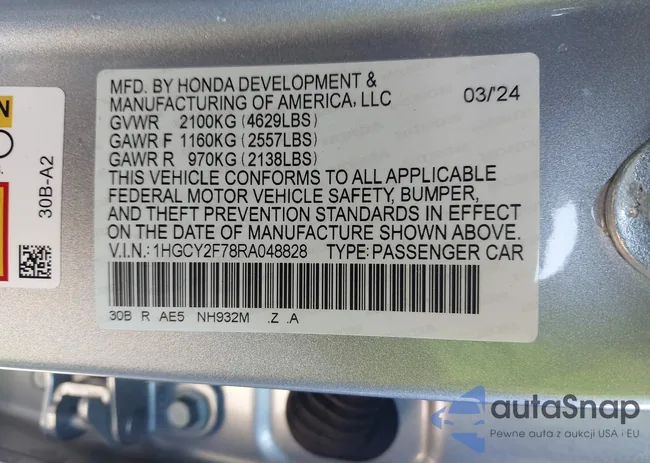 MFD. BY HONDA DEVELOPMENT &
MANUFACTURING OF AMERICA, LLC 03/'24
GVWR 2100KG (4629LBS)
GAWR F 1160KG (2557LBS)
GAWR R 970KG (2138LBS)
THIS VEHICLE CONFORMS TO ALL APPLICABLE
FEDERAL MOTOR VEHICLE SAFETY, BUMPER,
AND THEFT PREVENTION STANDARDS IN EFFECT
ON THE DATE OF MANUFACTURE SHOWN ABOVE.
V.I.N.: 1HGCY2F78RA048828 TYPE: PASSENGER CAR
30B R AE5 NH932M .Z .A
30B-A2
autaSnap
Pewne auta z aukcji USA i EU